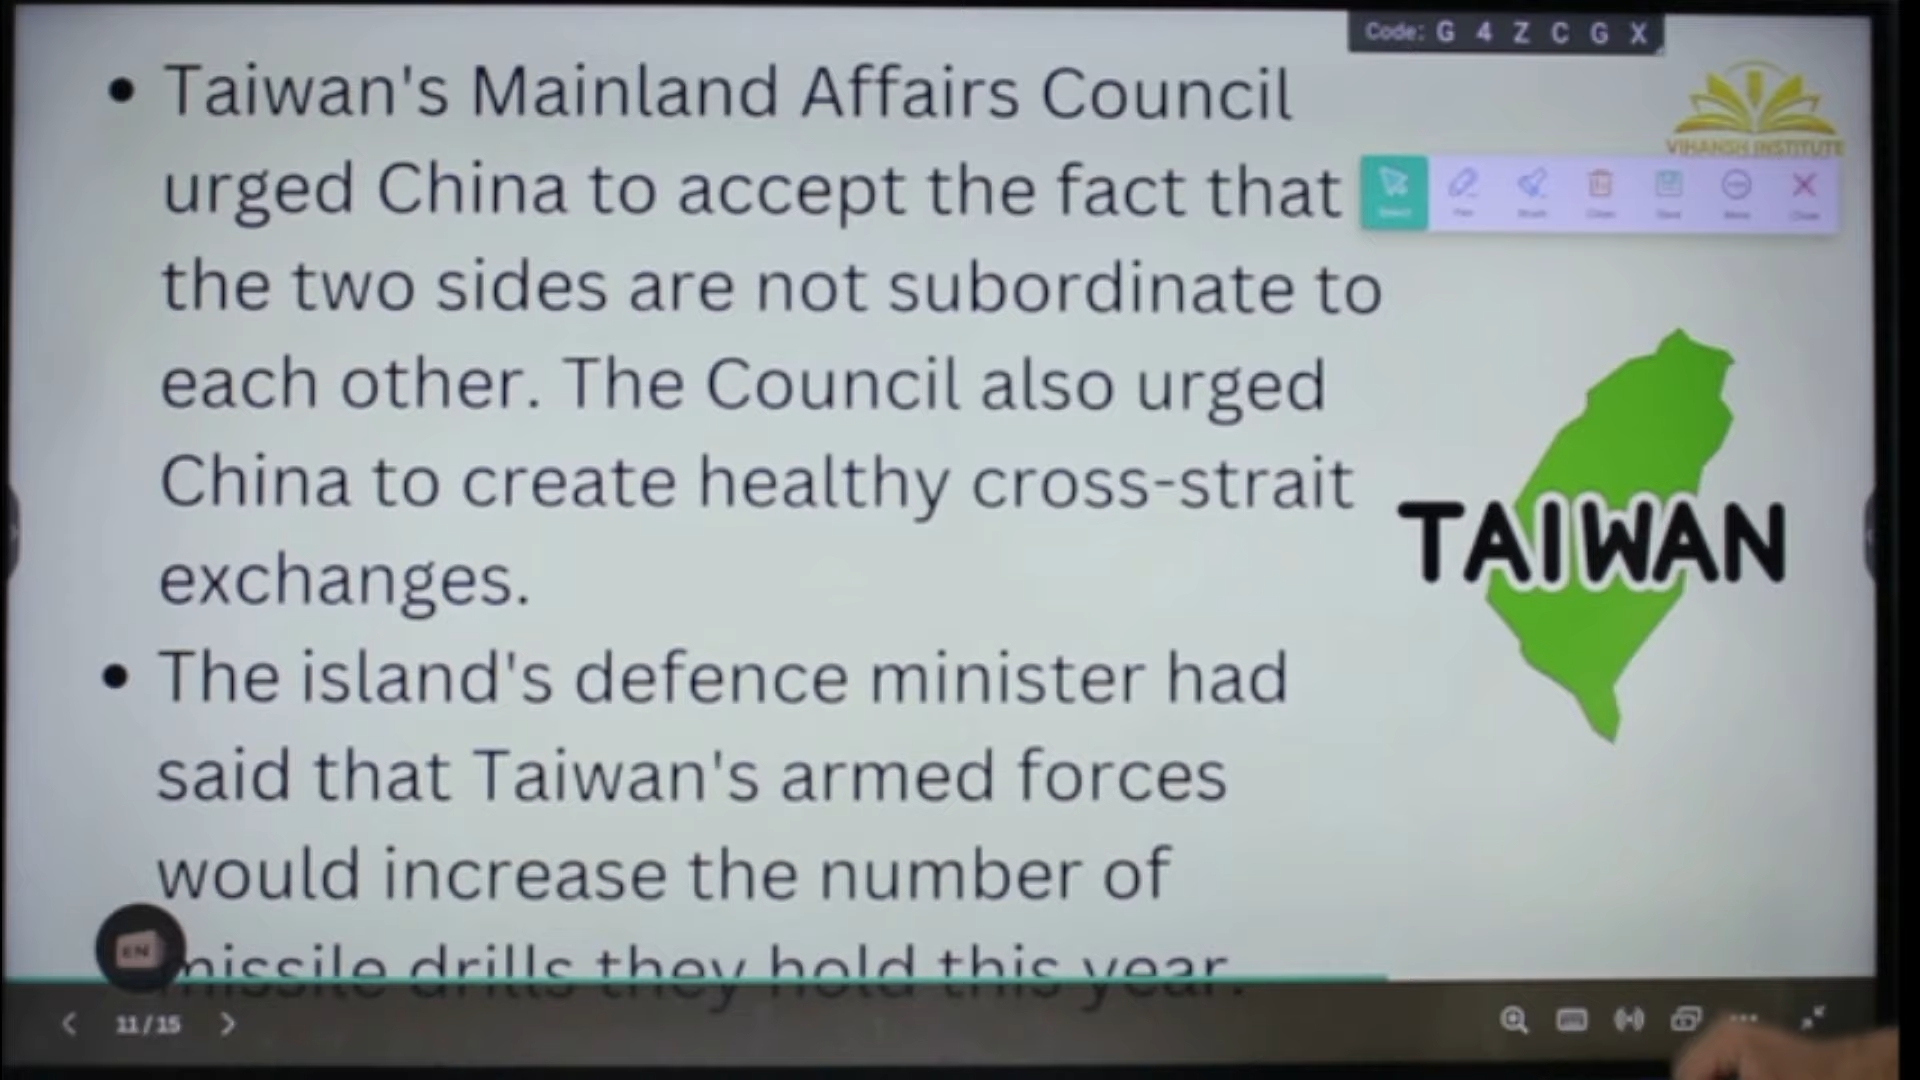 Code: G 4 Z C G X
VIHANSH INSTITUTE
• Taiwan's Mainland Affairs Council
urged China to accept the fact that
the two sides are not subordinate to
each other. The Council also urged
China to create healthy cross-strait
exchanges.
TAIWAN
• The island's defence minister had
said that Taiwan's armed forces
would increase the number of
missile drills they hold this year.
EN
11/15